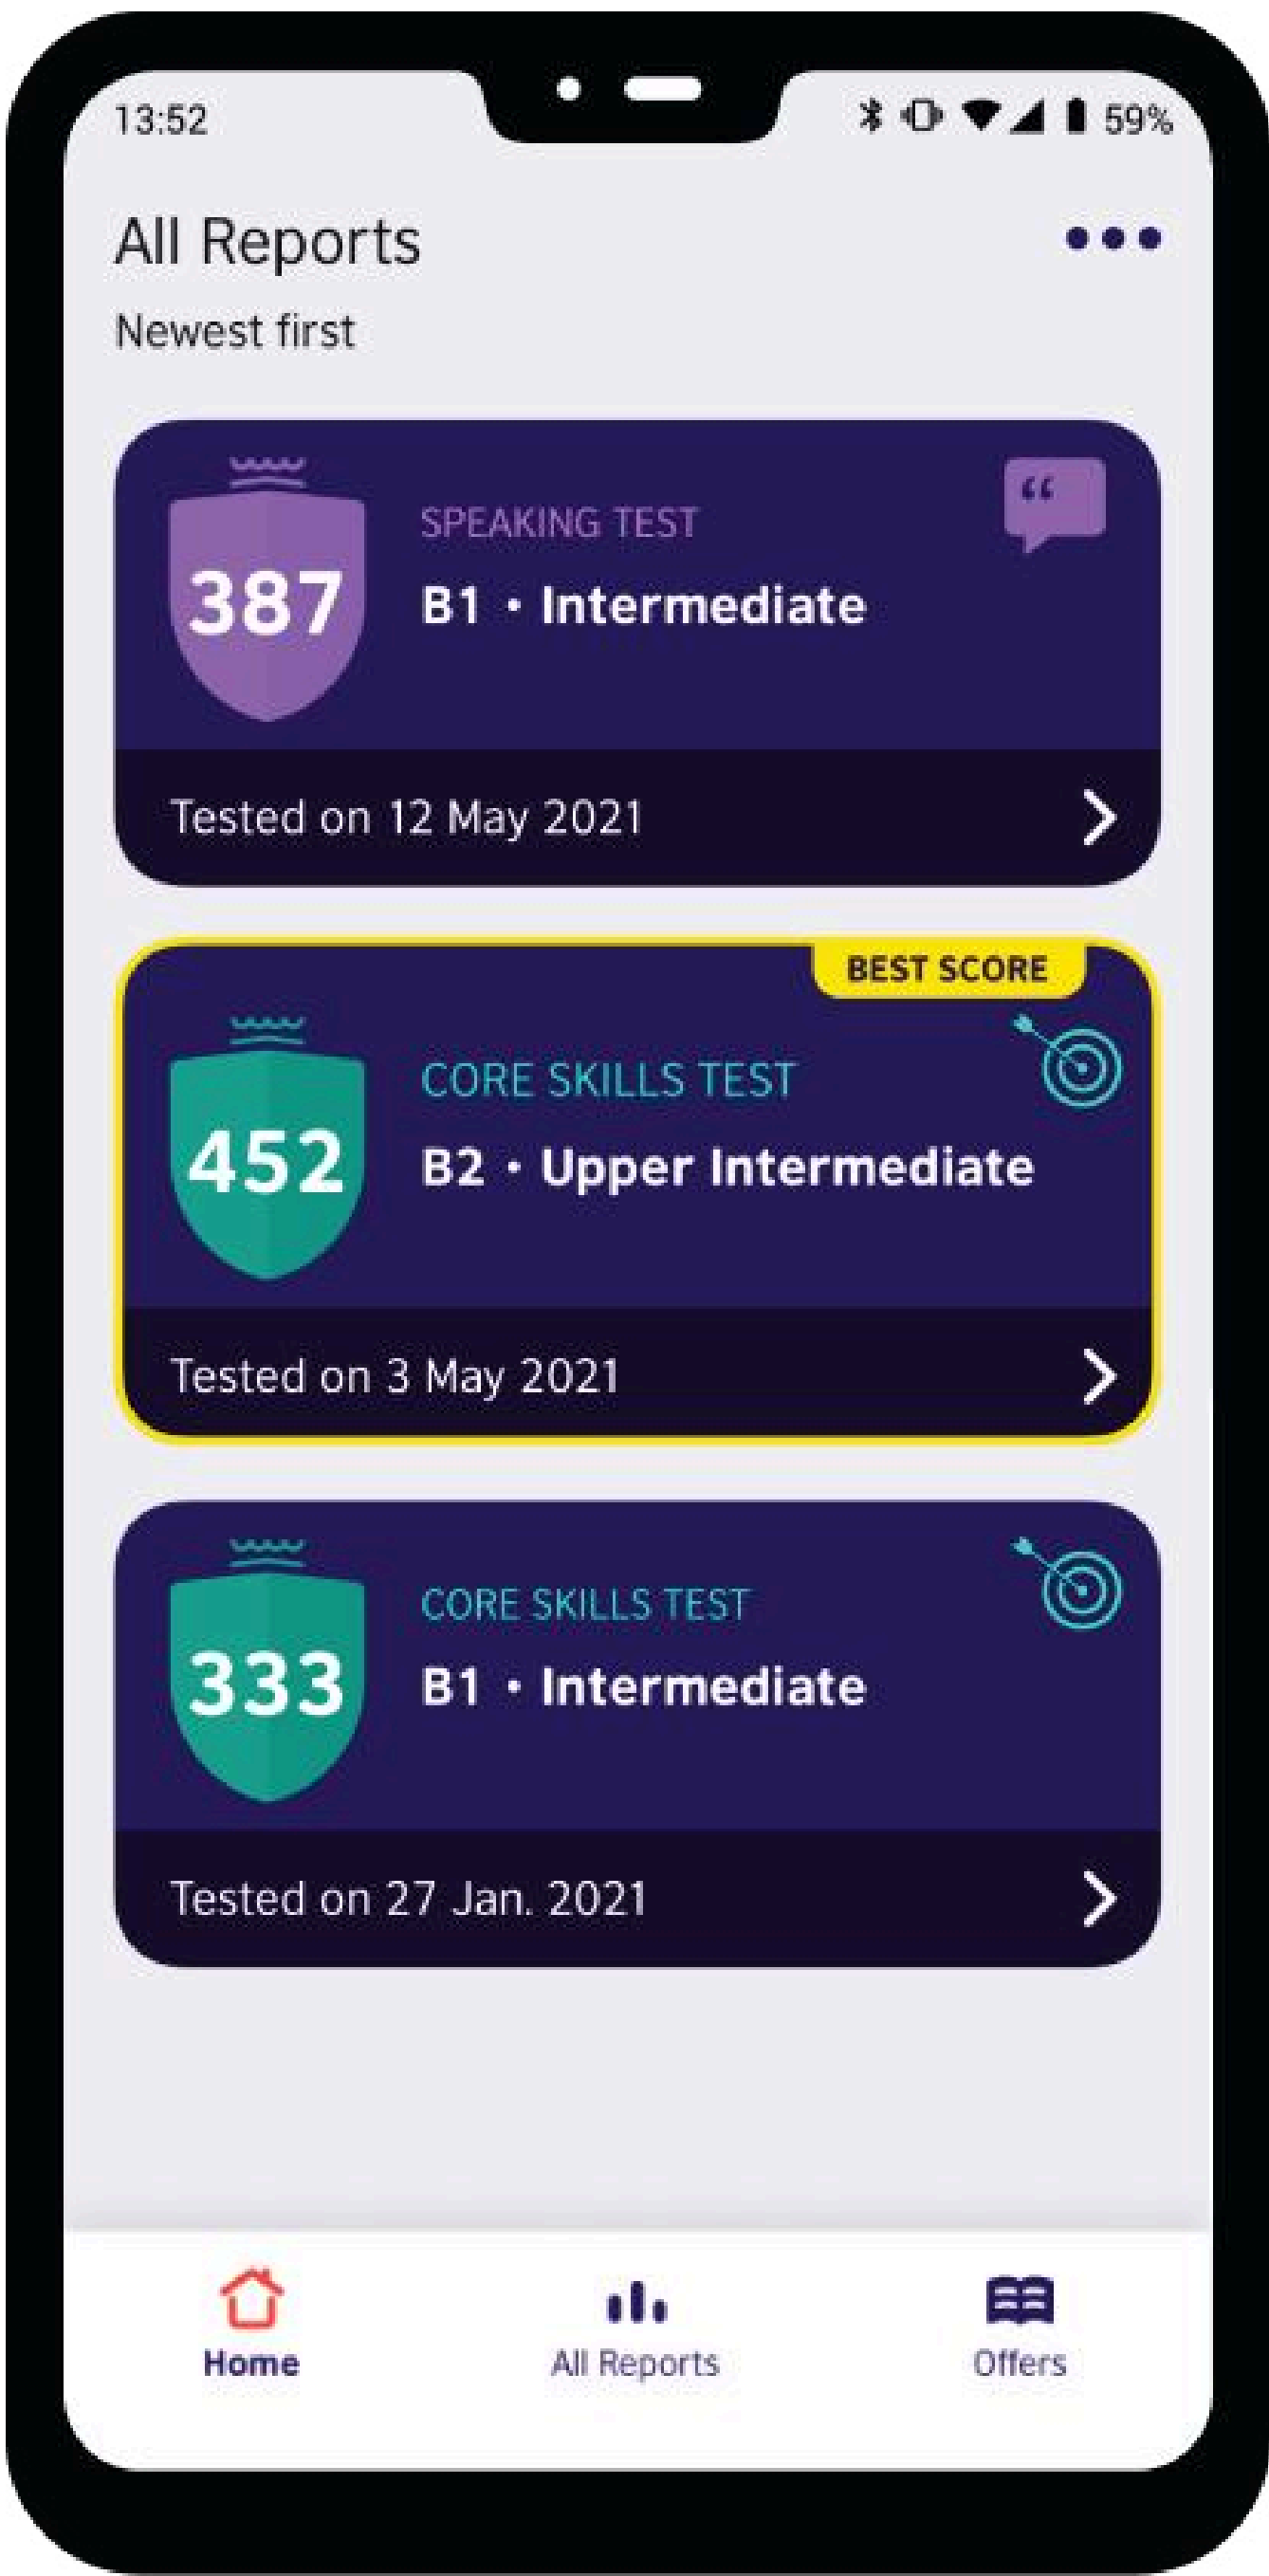 13:52
59%
All Reports
Newest first
387
SPEAKING TEST
“
B1 • Intermediate
Tested on 12 May 2021
BEST SCORE
452
CORE SKILLS TEST
B2 • Upper Intermediate
Tested on 3 May 2021
333
CORE SKILLS TEST
B1 • Intermediate
Tested on 27 Jan. 2021
Home
All Reports
Offers